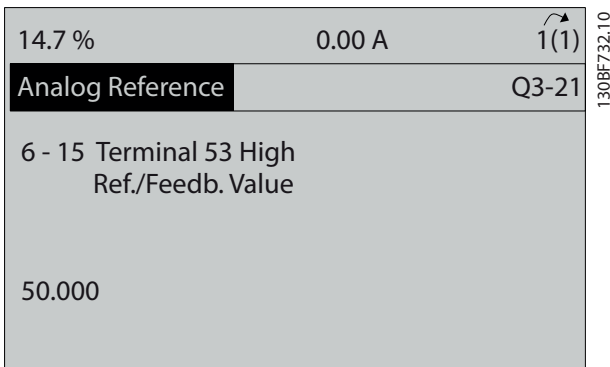 14.7 % 0.00 A 1(1)
Analog Reference Q3-21
6 - 15 Terminal 53 High
Ref./Feedb. Value
50.000
130BF732.10